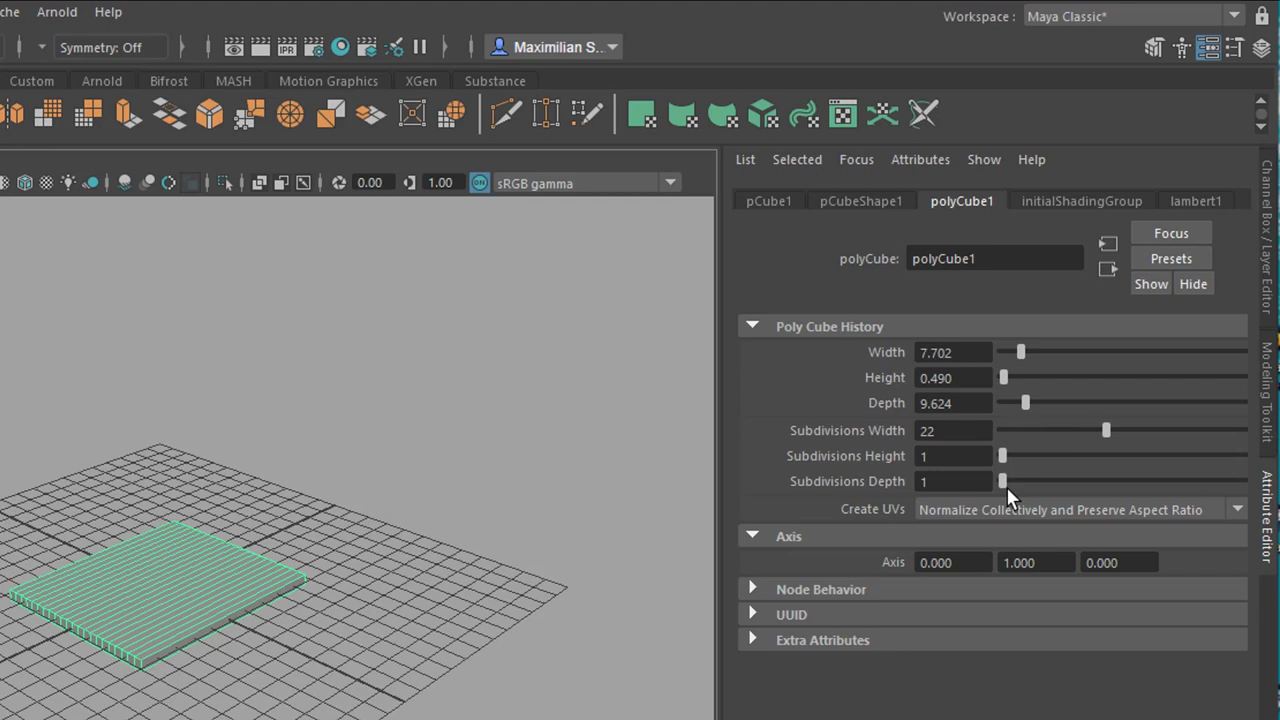 che Arnold Help
Workspace : Maya Classic*
Symmetry: Off
IPR
Maximilian S..
Custom Arnold Bifrost MASH Motion Graphics XGen Substance
List Selected Focus Attributes Show Help
0.00 1.00 ON sRGB gamma
pCube1 pCubeShape1 polyCube1 initialShadingGroup lambert1
Focus
polyCube: polyCube1 Presets
Show Hide
Poly Cube History
Width 7.702
Height 0.490
Depth 9.624
Subdivisions Width 22
Subdivisions Height 1
Subdivisions Depth 1
Create UVs Normalize Collectively and Preserve Aspect Ratio
Axis
Axis 0.000 1.000 0.000
Node Behavior
UUID
Extra Attributes
Channel Box / Layer Editor
Modeling Toolkit
Attribute Editor